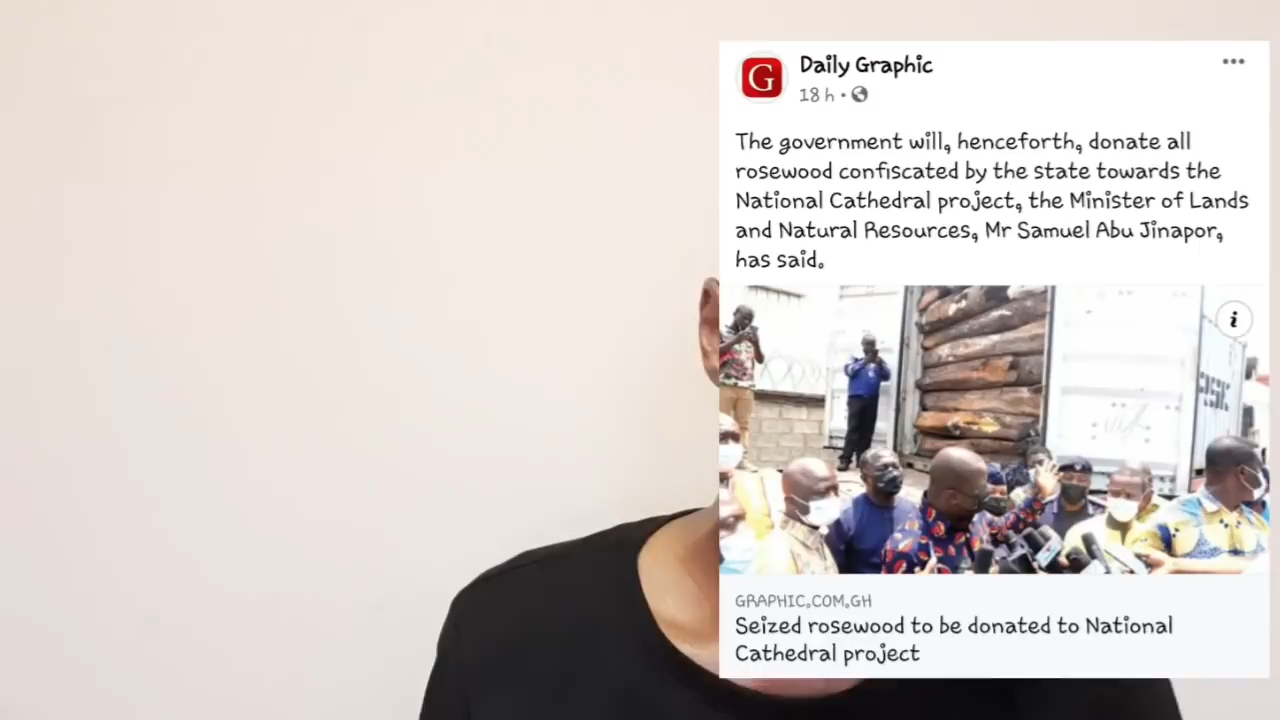 G
Daily Graphic
18 h •
The government will, henceforth, donate all
rosewood confiscated by the state towards the
National Cathedral project, the Minister of Lands
and Natural Resources, Mr Samuel Abu Jinapor,
has said.
i
GRAPHIC.COM.GH
Seized rosewood to be donated to National
Cathedral project